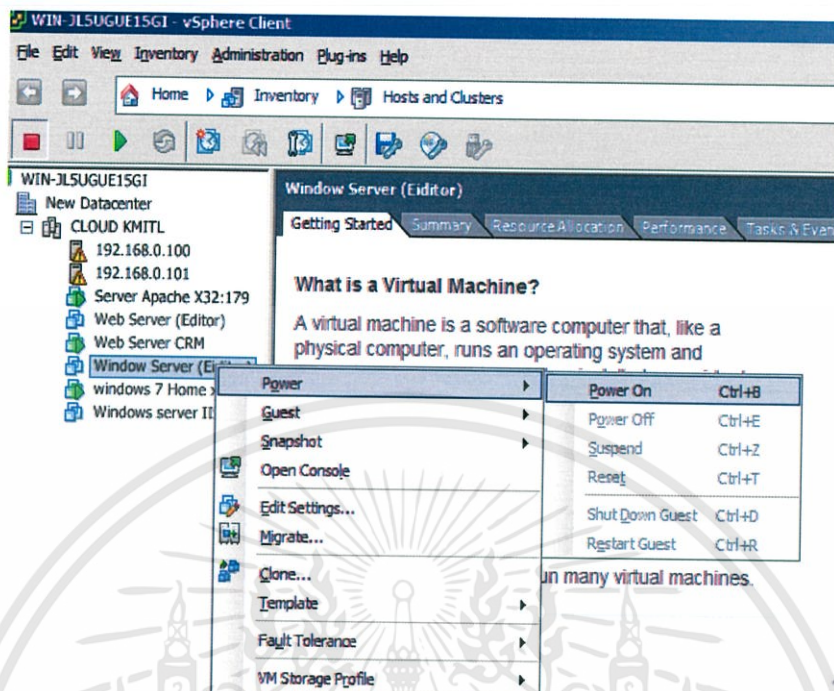 WIN-JL5UGUE15GI - vSphere Client
File Edit View Inventory Administration Plug-ins Help
Home Inventory Hosts and Clusters
WIN-JL5UGUE15GI
New Datacenter
CLOUD KMITL
192.168.0.100
192.168.0.101
Server Apache X32:179
Web Server (Editor)
Web Server CRM
Window Server (Ei
windows 7 Home
Windows server II
Window Server (Eiditor)
Getting Started Summary Resource Allocation Performance Tasks & Even
What is a Virtual Machine?
A virtual machine is a software computer that, like a
physical computer, runs an operating system and
Power
Guest
Snapshot
Open Console
Edit Settings...
Migrate...
Clone...
Template
Fault Tolerance
VM Storage Profile
Power On Ctrl+B
Power Off Ctrl+E
Suspend Ctrl+Z
Reset Ctrl+T
Shut Down Guest Ctrl+D
Restart Guest Ctrl+R
un many virtual machines.